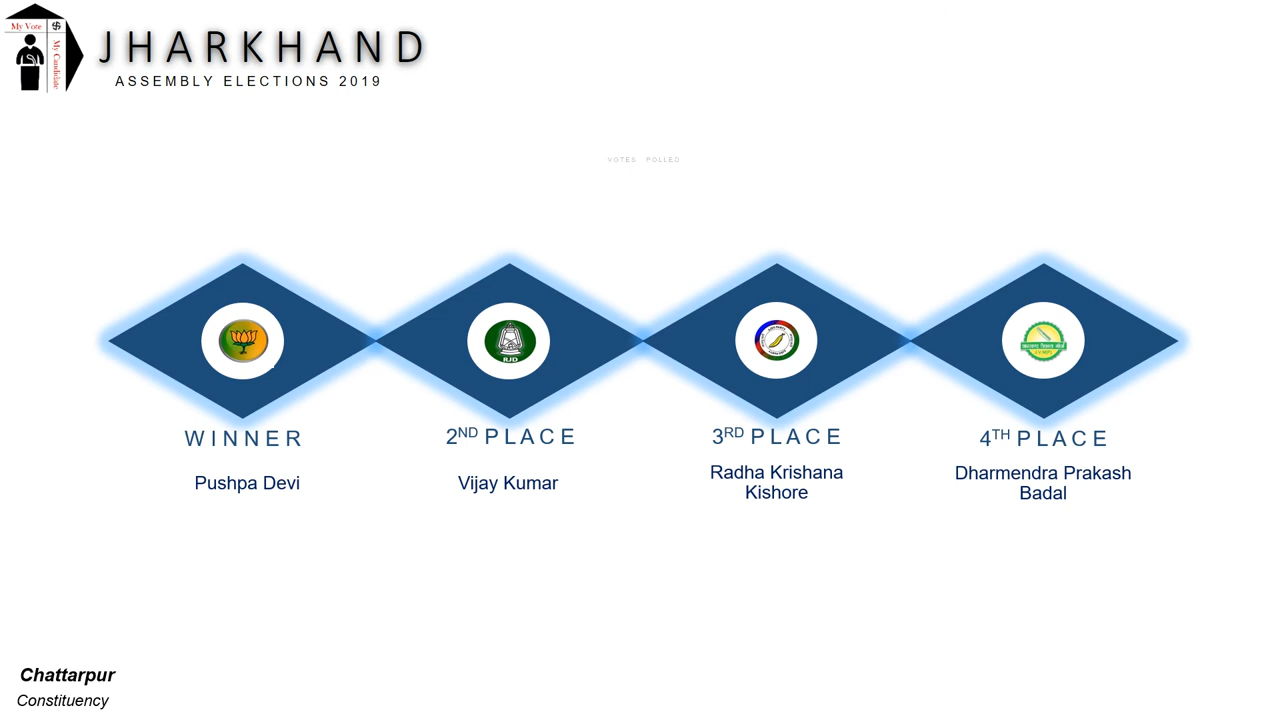 My Vote
My Candidate
JHARKHAND
ASSEMBLY ELECTIONS 2019
VOTES POLLED
RJD
WINNER
2ND PLACE
3RD PLACE
4TH PLACE
Pushpa Devi
Vijay Kumar
Radha Krishana
Kishore
Dharmendra Prakash
Badal
Chattarpur
Constituency